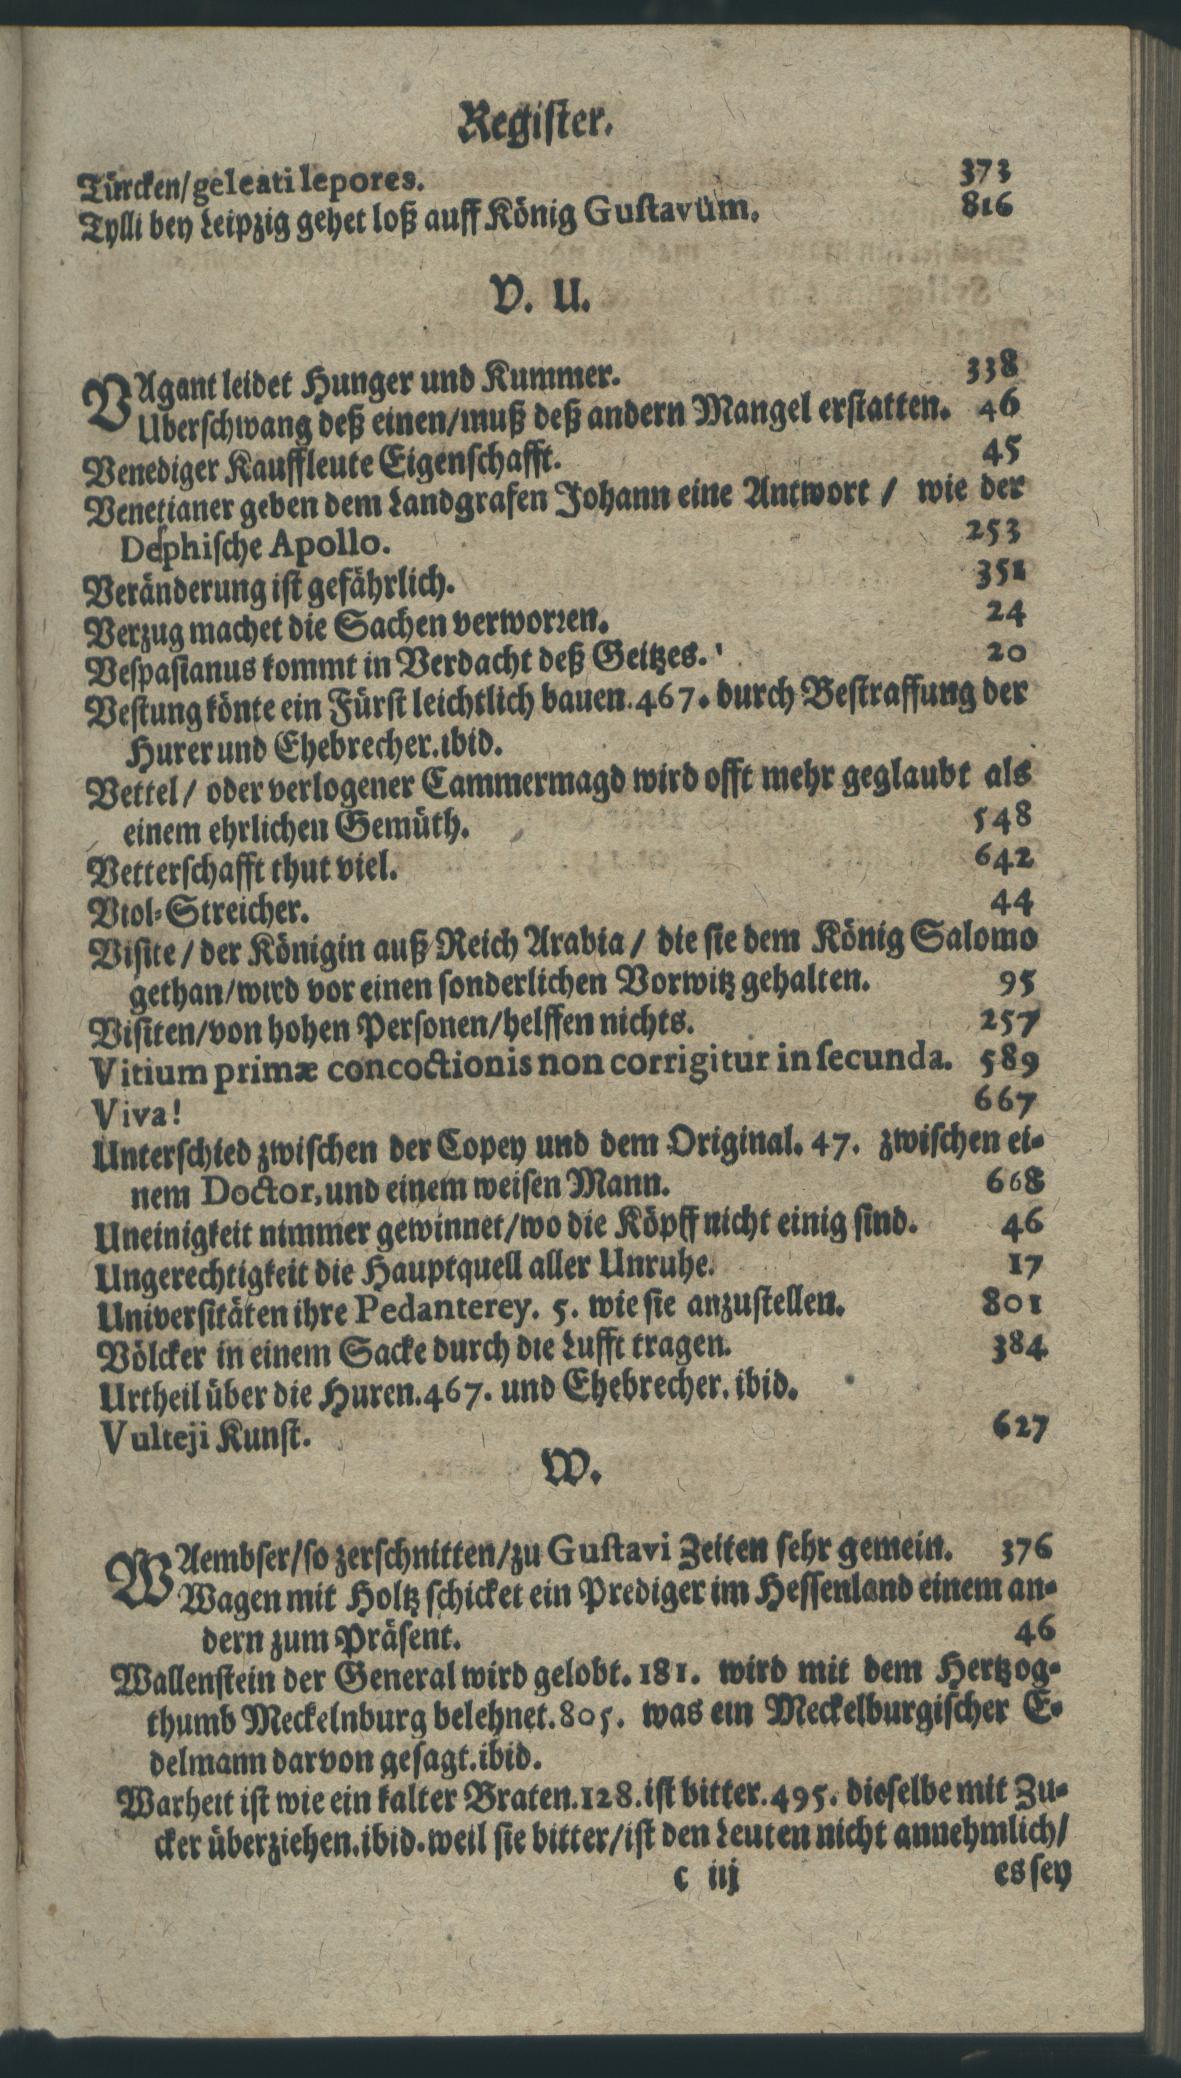 Register.
Türcken/geleati lepores. 373
Tylli bey Leipzig gehet loß auff König Gustavum. 816
V. U.
VAgant leidet Hunger und Kummer. 338
Uberschwang deß einen/muß deß andern Mangel erstatten. 46
Venediger Kauffleute Eigenschafft. 45
Venetianer geben dem Landgrafen Johann eine Antwort / wie der
Delphische Apollo. 253
Veränderung ist gefährlich. 351
Verzug machet die Sachen verworren. 24
Vespasianus kommt in Verdacht deß Geitzes. 20
Vestung könte ein Fürst leichtlich bauen. 467. durch Bestraffung der
Hurer und Ehebrecher. ibid.
Vettel / oder verlogener Cammermagd wird offt mehr geglaubt als
einem ehrlichen Gemüth. 548
Vetterschafft thut viel. 642
Viol-Streicher. 44
Visite / der Königin auß Reich Arabia / die sie dem König Salomo
gethan/wird vor einen sonderlichen Vorwitz gehalten. 95
Visiten/von hohen Personen/helffen nichts. 257
Vitium primæ concoctionis non corrigitur in secunda. 589
Viva! 667
Unterschied zwischen der Copey und dem Original. 47. zwischen ei-
nem Doctor, und einem weisen Mann. 668
Uneinigkeit nimmer gewinnet/wo die Köpff nicht einig sind. 46
Ungerechtigkeit die Hauptquell aller Unruhe. 17
Universitäten ihre Pedanterey. 5. wie sie anzustellen. 801
Völcker in einem Sacke durch die Lufft tragen. 384
Urtheil über die Huren. 467. und Ehebrecher. ibid.
Vulteji Kunst. 627
W.
WAembser/so zerschnitten/zu Gustavi Zeiten sehr gemein. 376
Wagen mit Holtz schicket ein Prediger im Hessenland einem an-
dern zum Präsent. 46
Wallenstein der General wird gelobt. 181. wird mit dem Hertzog-
thumb Meckelnburg belehnet. 805. was ein Meckelburgischer E-
delmann darvon gesagt. ibid.
Warheit ist wie ein kalter Braten. 128. ist bitter. 495. dieselbe mit Zu-
cker überziehen. ibid. weil sie bitter/ist den Leuten nicht annehmlich/
c iij es sey